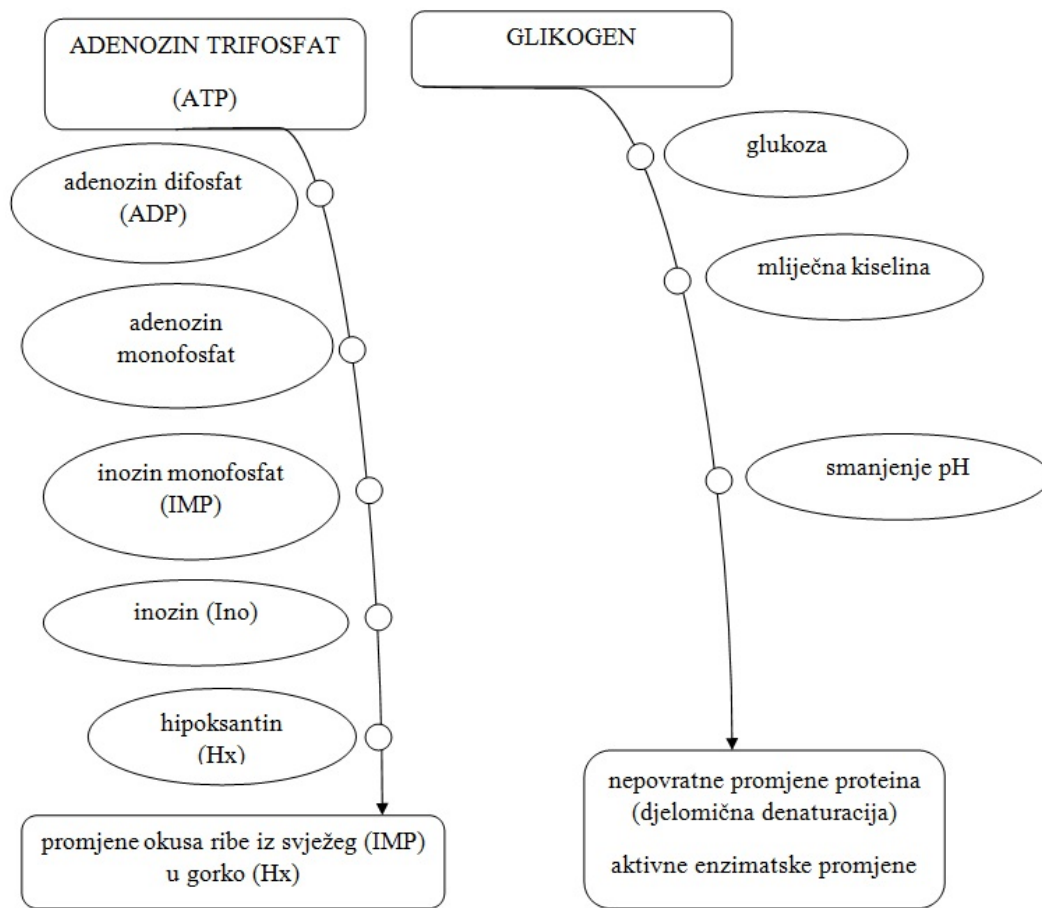 ADENOZIN TRIFOSFAT
(ATP)
adenozin difosfat
(ADP)
adenozin
monofosfat
inozin monofosfat
(IMP)
inozin (Ino)
hipoksantin
(Hx)
promjene okusa ribe iz svježeg (IMP)
u gorko (Hx)
GLIKOGEN
glukoza
mliječna kiselina
smanjenje pH
nepovratne promjene proteina
(djelomična denaturacija)
aktivne enzimatske promjene